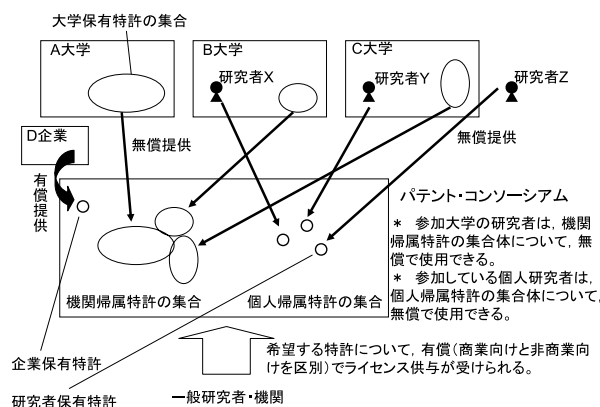 大学保有特許の集合
A大学
B大学
C大学
研究者X
研究者Y
研究者Z
D企業
無償提供
無償提供
有償提供
パテント・コンソーシアム
* 参加大学の研究者は，機関
帰属特許の集合体について，無
償で使用できる。
* 参加している個人研究者は，
個人帰属特許の集合体について，
無償で使用できる。
機関帰属特許の集合
個人帰属特許の集合
企業保有特許
研究者保有特許
希望する特許について，有償（商業向けと非商業向
けを区別）でライセンス供与が受けられる。
一般研究者・機関